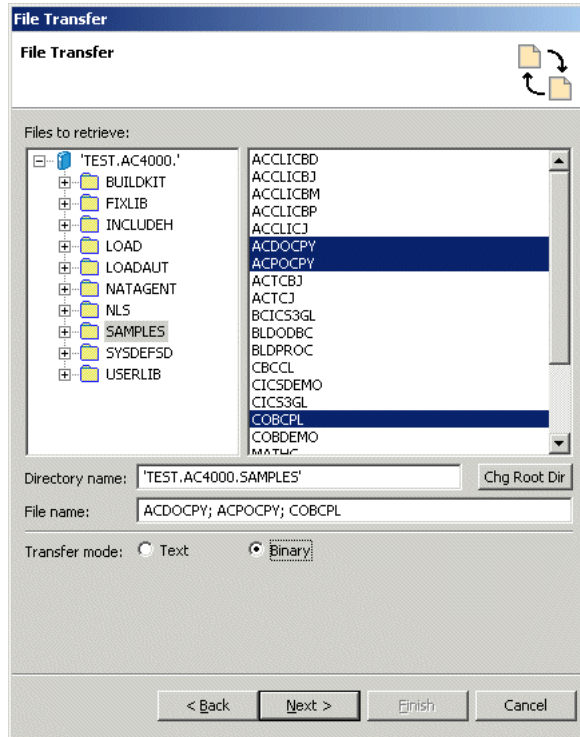 File Transfer
File Transfer
Files to retrieve:
'TEST.AC4000.'
BUILDKIT
FIXLIB
INCLUDEH
LOAD
LOADAUT
NATAGENT
NLS
SAMPLES
SYSDEFSD
USERLIB
ACCLICBD
ACCLICBJ
ACCLICBM
ACCLICBP
ACCLICJ
ACDOCPY
ACPOCPY
ACTCBJ
ACTCJ
BCICS3GL
BLDODBC
BLDPROC
CBCCL
CICSDEMO
CICS3GL
COBCPL
COBDEMO
MATHC
Directory name: 'TEST.AC4000.SAMPLES' Chg Root Dir
File name: ACDOCPY; ACPOCPY; COBCPL
Transfer mode: Text Binary
< Back Next > Finish Cancel